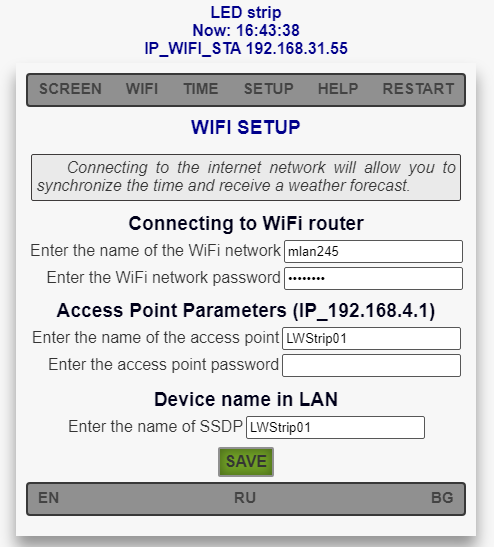 LED strip
Now: 16:43:38
IP_WIFI_STA 192.168.31.55
SCREEN WIFI TIME SETUP HELP RESTART
WIFI SETUP
Connecting to the internet network will allow you to
synchronize the time and receive a weather forecast.
Connecting to WiFi router
Enter the name of the WiFi network mlan245
Enter the WiFi network password ••••••••
Access Point Parameters (IP_192.168.4.1)
Enter the name of the access point LWStrip01
Enter the access point password
Device name in LAN
Enter the name of SSDP LWStrip01
SAVE
EN RU BG